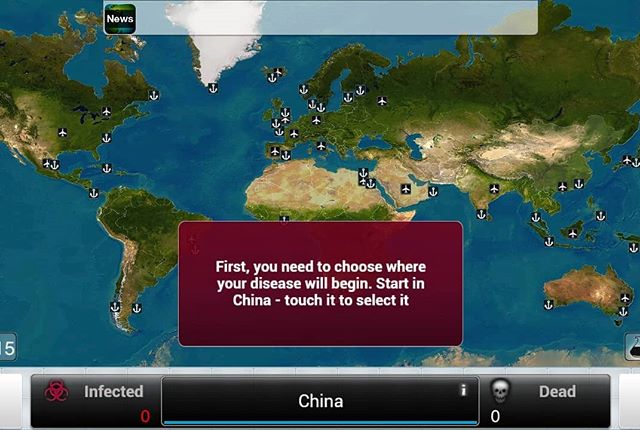 News
First, you need to choose where
your disease will begin. Start in
China - touch it to select it
15
Infected
0
China
i
0
Dead